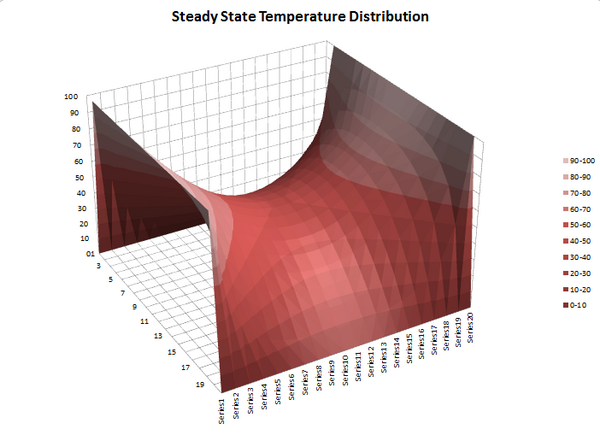 Steady State Temperature Distribution
100
90
80
70
60
50
40
30
20
10
01
3
5
7
9
11
13
15
17
19
Series1
Series2
Series3
Series4
Series5
Series6
Series7
Series8
Series9
Series10
Series11
Series12
Series13
Series14
Series15
Series16
Series17
Series18
Series19
Series20
90-100
80-90
70-80
60-70
50-60
40-50
30-40
20-30
10-20
0-10